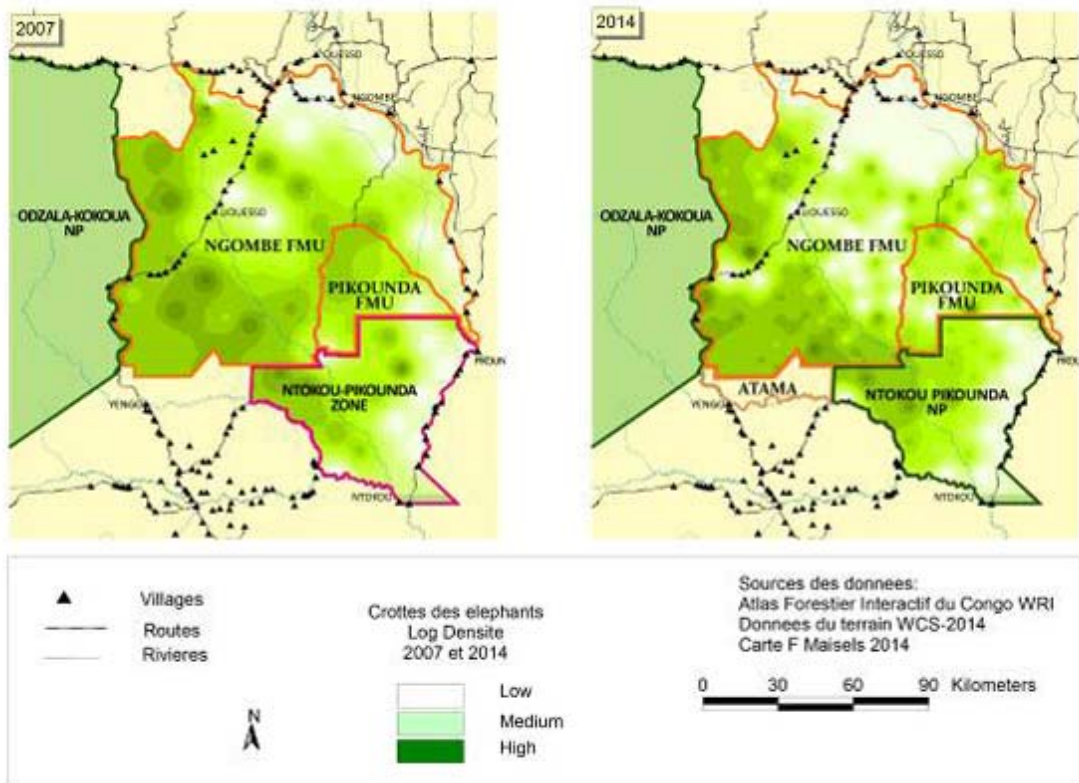 2007
OUESSO
NGOMBE
ODZALA-KOKOUA
NP
LIOUESSO
NGOMBE FMU
PIKOUNDA
FMU
NTOKOU-PIKOUNDA
ZONE
YENGO
NTOKOU
2014
OUESSO
NGOMBE
ODZALA-KOKOUA
NP
LIOUESSO
NGOMBE FMU
PIKOUNDA
FMU
ATAMA
NTOKOU PIKOUNDA
NP
YENGO
NTOKOU
Villages
Routes
Rivieres
N
Crottes des elephants
Log Densite
2007 et 2014
Low
Medium
High
Sources des donnees:
Atlas Forestier Interactif du Congo WRI
Donnees du terrain WCS-2014
Carte F Maisels 2014
0 30 60 90 Kilometers